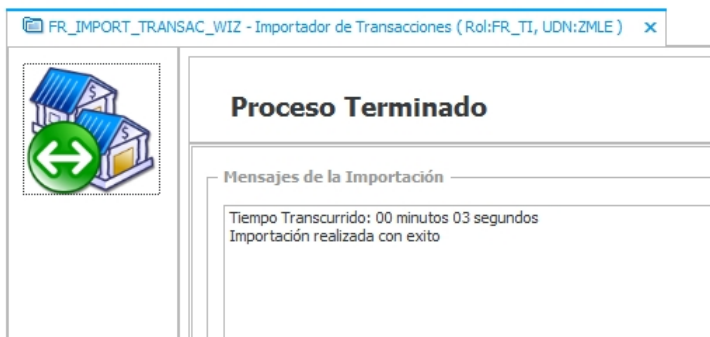 FR_IMPORT_TRANSAC_WIZ - Importador de Transacciones ( Rol:FR_TI, UDN:ZMLE ) x
Proceso Terminado
Mensajes de la Importación
Tiempo Transcurrido: 00 minutos 03 segundos
Importación realizada con exito